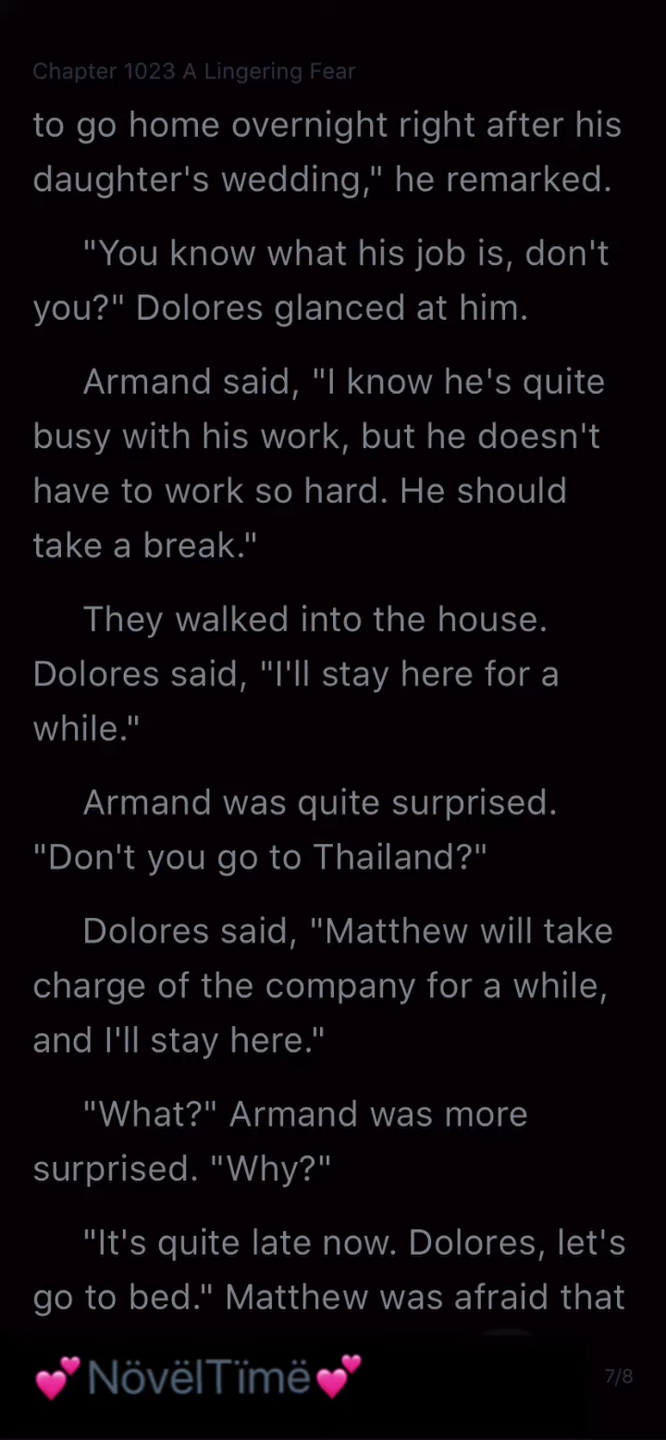 Chapter 1023 A Lingering Fear
to go home overnight right after his
daughter's wedding," he remarked.
"You know what his job is, don't
you?" Dolores glanced at him.
Armand said, "I know he's quite
busy with his work, but he doesn't
have to work so hard. He should
take a break."
They walked into the house.
Dolores said, "I'll stay here for a
while."
Armand was quite surprised.
"Don't you go to Thailand?"
Dolores said, "Matthew will take
charge of the company for a while,
and I'll stay here."
"What?" Armand was more
surprised. "Why?"
"It's quite late now. Dolores, let's
go to bed." Matthew was afraid that
💕NövëlTïmë💕
7/8